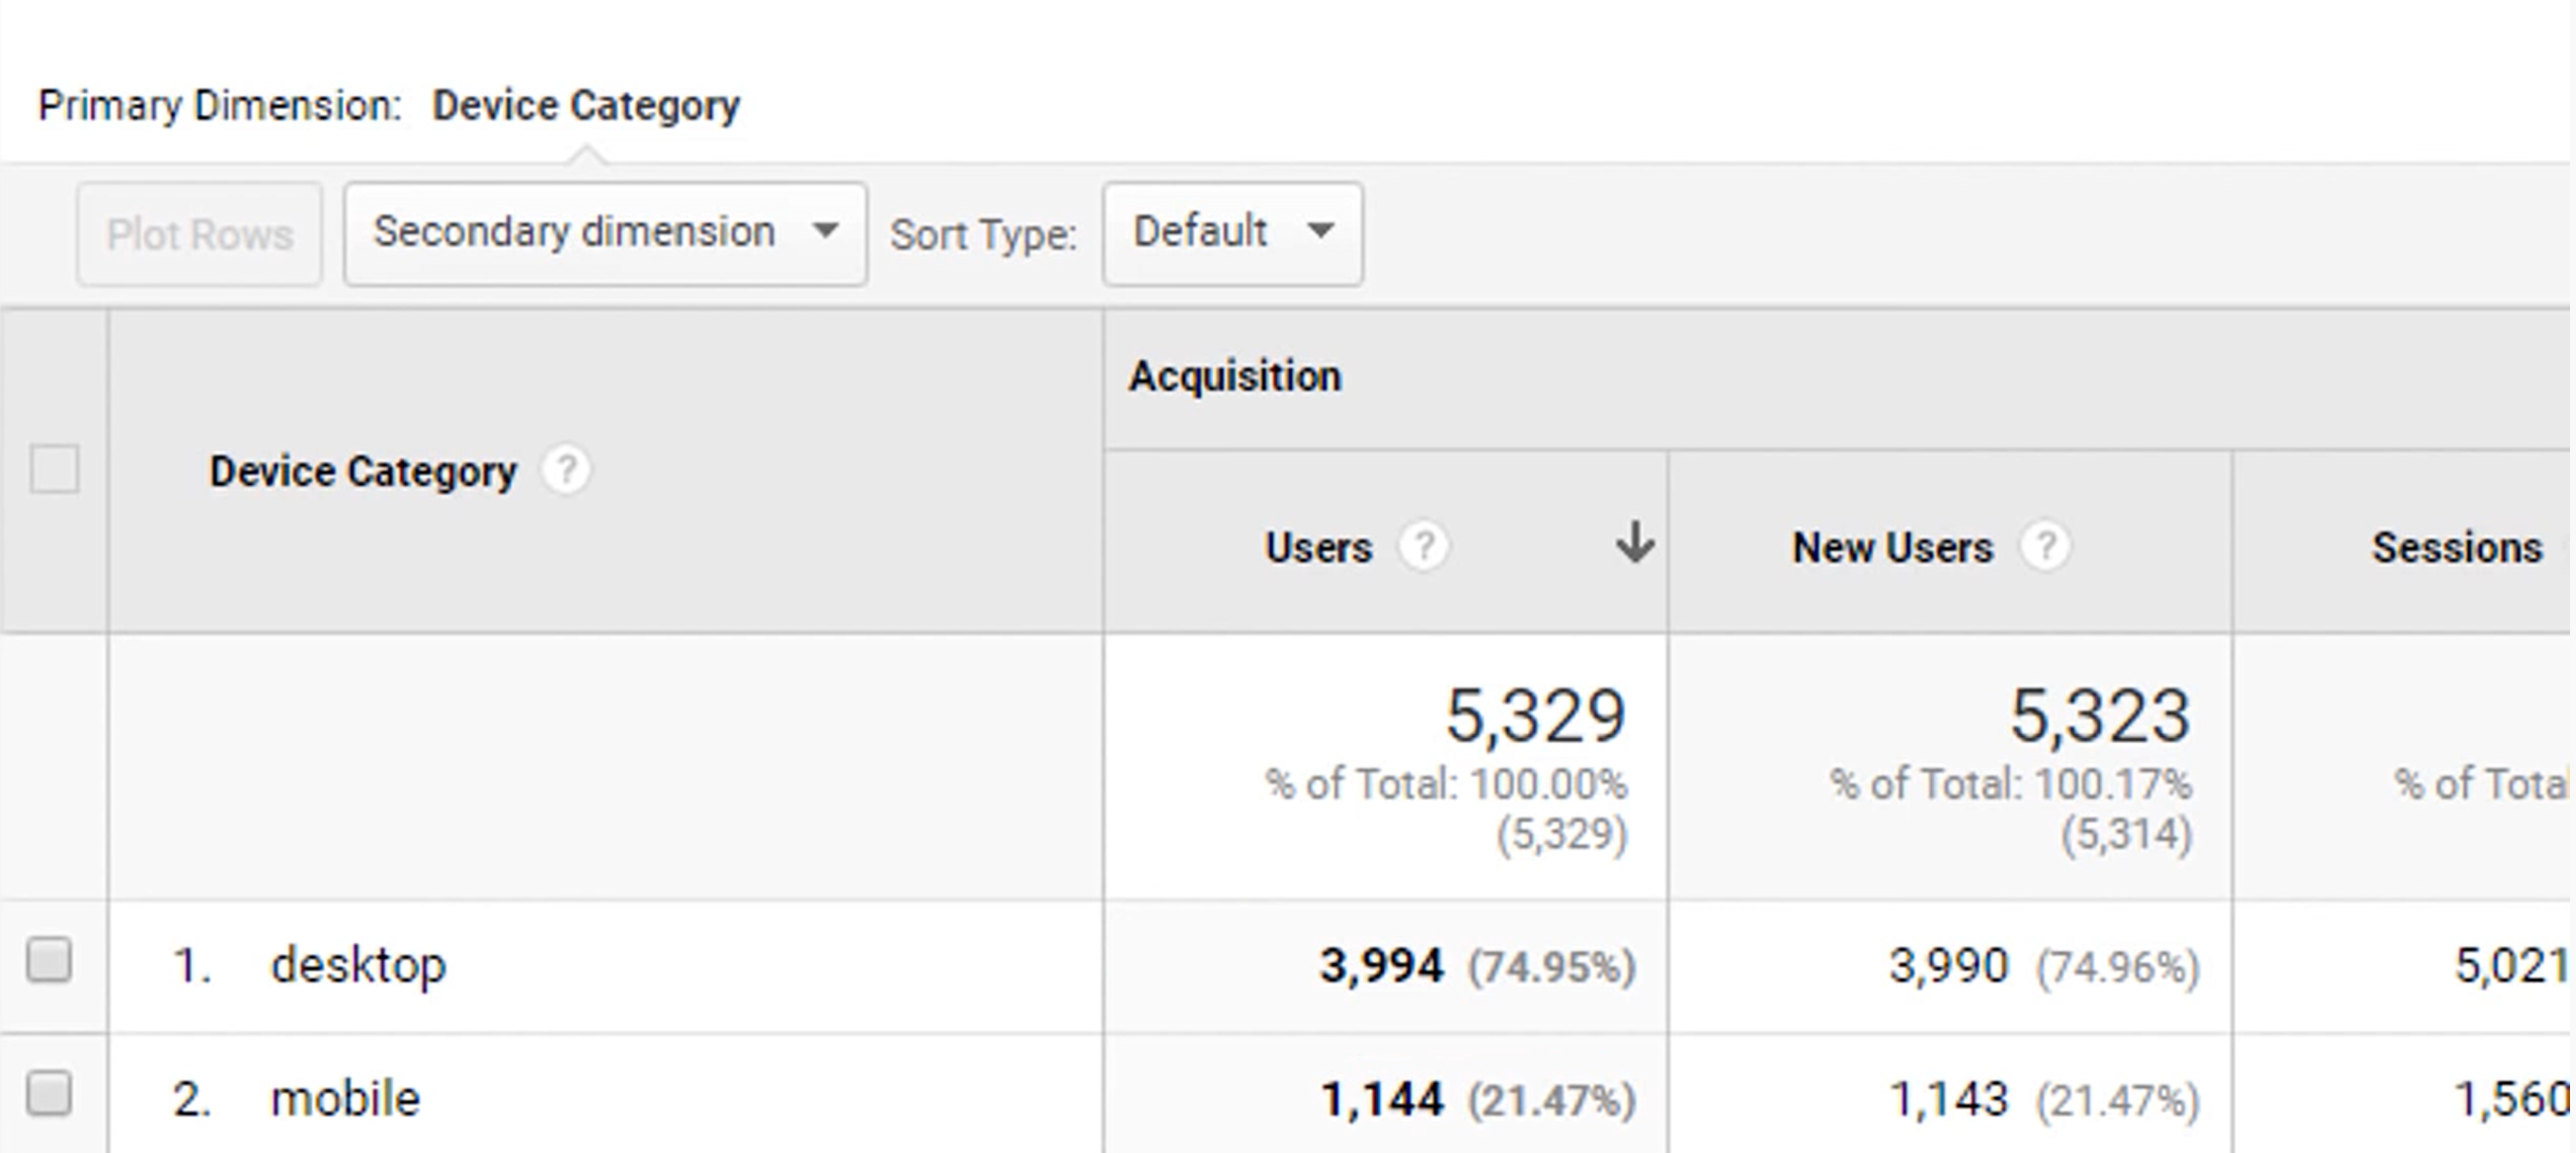 Primary Dimension: Device Category
Plot Rows Secondary dimension Sort Type: Default
Acquisition
Device Category ?
Users ? New Users ? Sessions
5,329 5,323
% of Total: 100.00% % of Total: 100.17% % of Total
(5,329) (5,314)
1. desktop 3,994 (74.95%) 3,990 (74.96%) 5,021
2. mobile 1,144 (21.47%) 1,143 (21.47%) 1,560